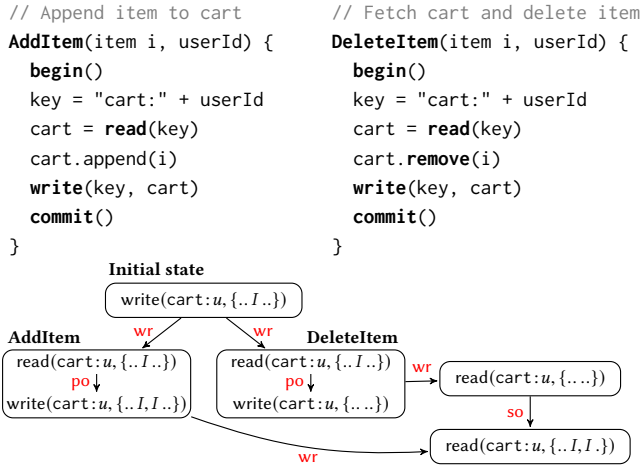 // Append item to cart
AddItem(item i, userId) {
begin()
key = "cart:" + userId
cart = read(key)
cart.append(i)
write(key, cart)
commit()
}
// Fetch cart and delete item
DeleteItem(item i, userId) {
begin()
key = "cart:" + userId
cart = read(key)
cart.remove(i)
write(key, cart)
commit()
}
Initial state
write(cart:u, {.. I ..})
wr
wr
AddItem
read(cart:u, {.. I ..})
po
write(cart:u, {.. I, I ..})
DeleteItem
read(cart:u, {.. I ..})
po
write(cart:u, {.. ..})
wr
read(cart:u, {.. ..})
so
read(cart:u, {.. I, I .})
wr